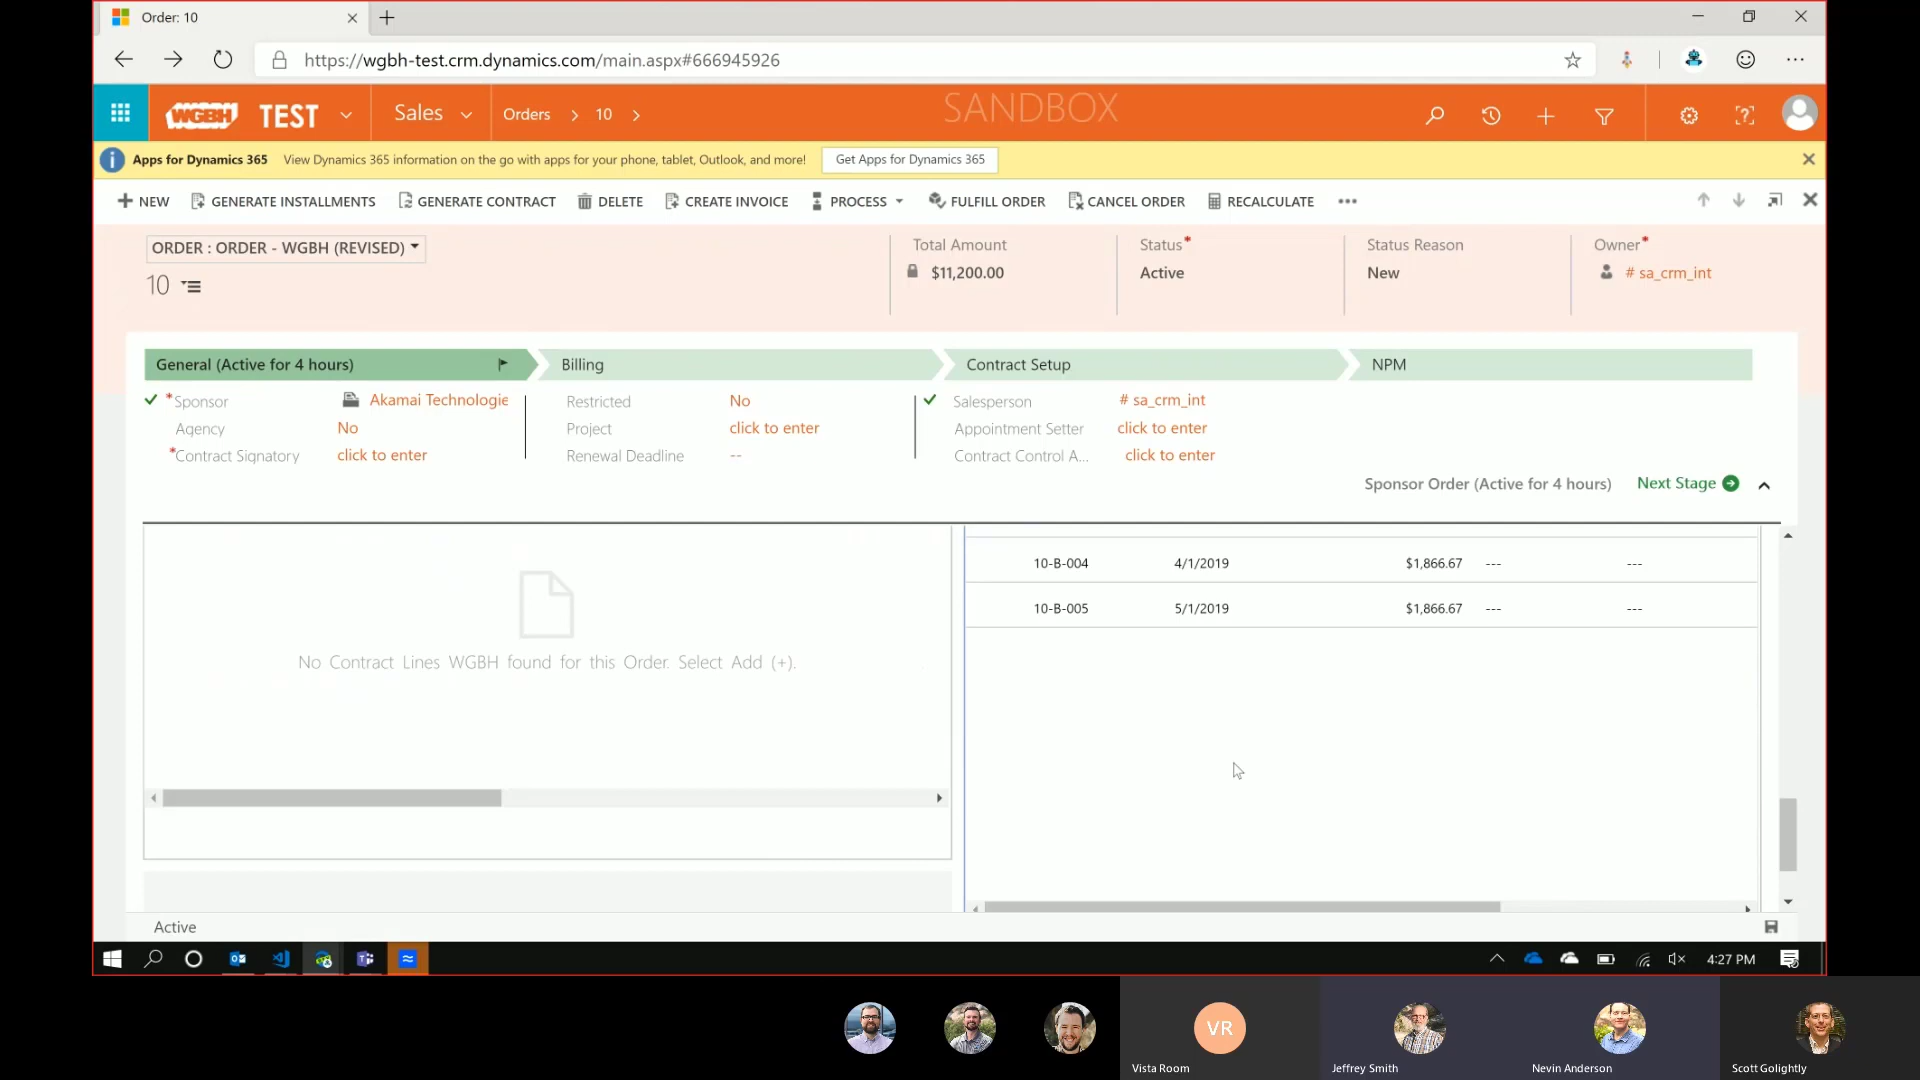 Order: 10
https://wgbh-test.crm.dynamics.com/main.aspx#666945926
WGBH TEST Sales Orders 10 SANDBOX
Apps for Dynamics 365 View Dynamics 365 information on the go with apps for your phone, tablet, Outlook, and more! Get Apps for Dynamics 365
NEW GENERATE INSTALLMENTS GENERATE CONTRACT DELETE CREATE INVOICE PROCESS FULFILL ORDER CANCEL ORDER RECALCULATE
ORDER : ORDER - WGBH (REVISED)
10
Total Amount Status* Status Reason Owner*
$11,200.00 Active New # sa_crm_int
General (Active for 4 hours) Billing Contract Setup NPM
*Sponsor Akamai Technologie Restricted No Salesperson # sa_crm_int
Agency No Project click to enter Appointment Setter click to enter
*Contract Signatory click to enter Renewal Deadline -- Contract Control A... click to enter
Sponsor Order (Active for 4 hours) Next Stage
10-B-004 4/1/2019 $1,866.67 --- ---
10-B-005 5/1/2019 $1,866.67 --- ---
No Contract Lines WGBH found for this Order. Select Add (+).
Active
4:27 PM
VR
Vista Room Jeffrey Smith Nevin Anderson Scott Golightly